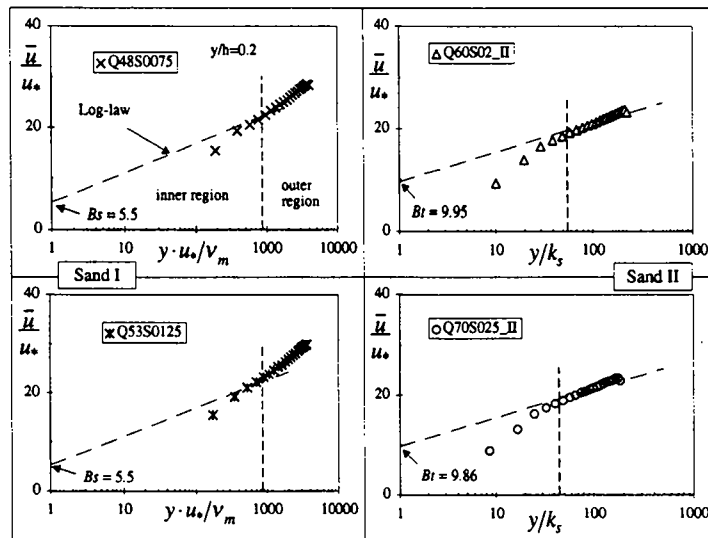 40
20
0
ū
u*
×Q48S0075
y/h=0.2
Log-law
inner region
outer
region
Bs = 5.5
1
10
100
1000
10000
y · u*/νm
40
20
0
ū
u*
△Q60S02_II
Bt = 9.95
1
10
100
1000
y/ks
Sand I
Sand II
40
20
0
ū
u*
Q53S0125
Bs = 5.5
1
10
100
1000
10000
y · u*/νm
40
20
0
ū
u*
○Q70S025_II
Bt = 9.86
1
10
100
1000
y/ks